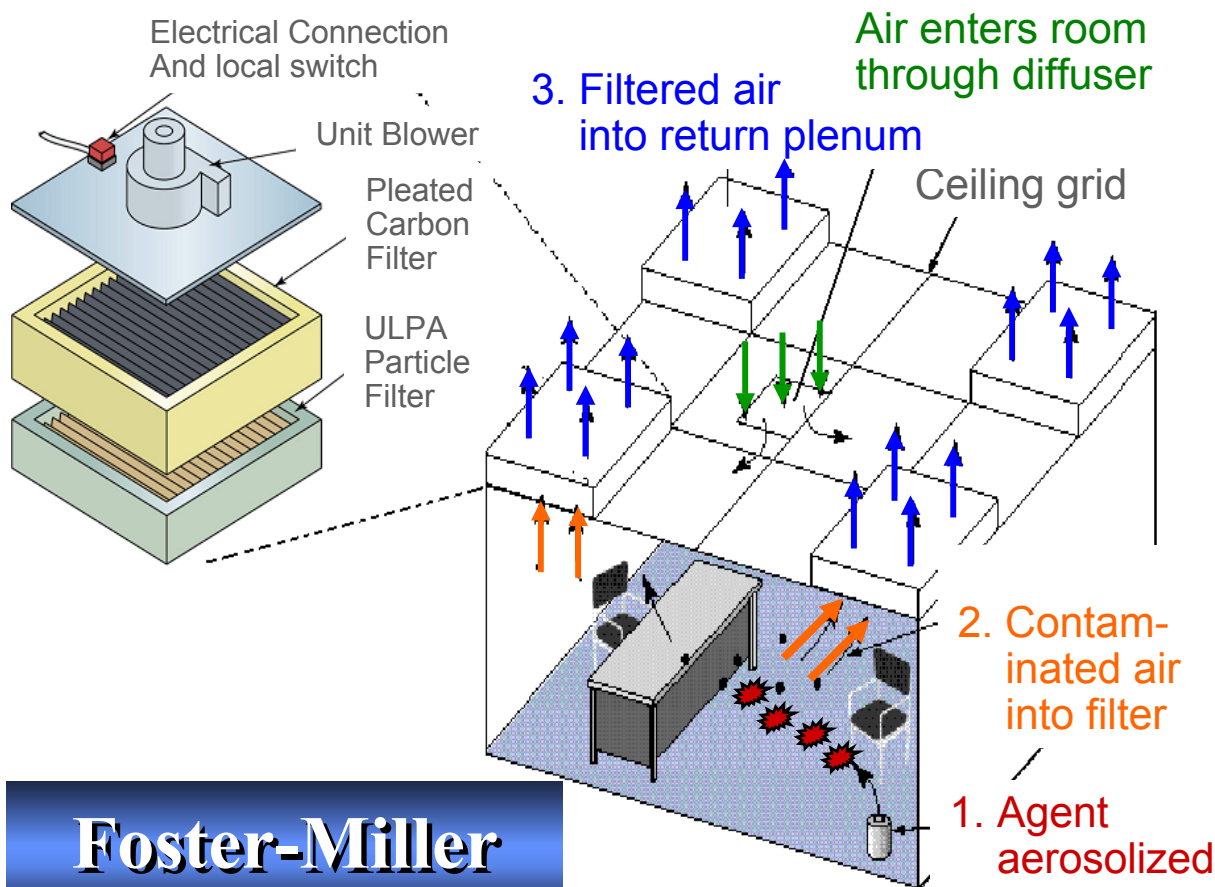 Electrical Connection
And local switch
Unit Blower
Pleated
Carbon
Filter
ULPA
Particle
Filter
Air enters room
through diffuser
3. Filtered air
into return plenum
Ceiling grid
2. Contam-
inated air
into filter
1. Agent
aerosolized
Foster-Miller